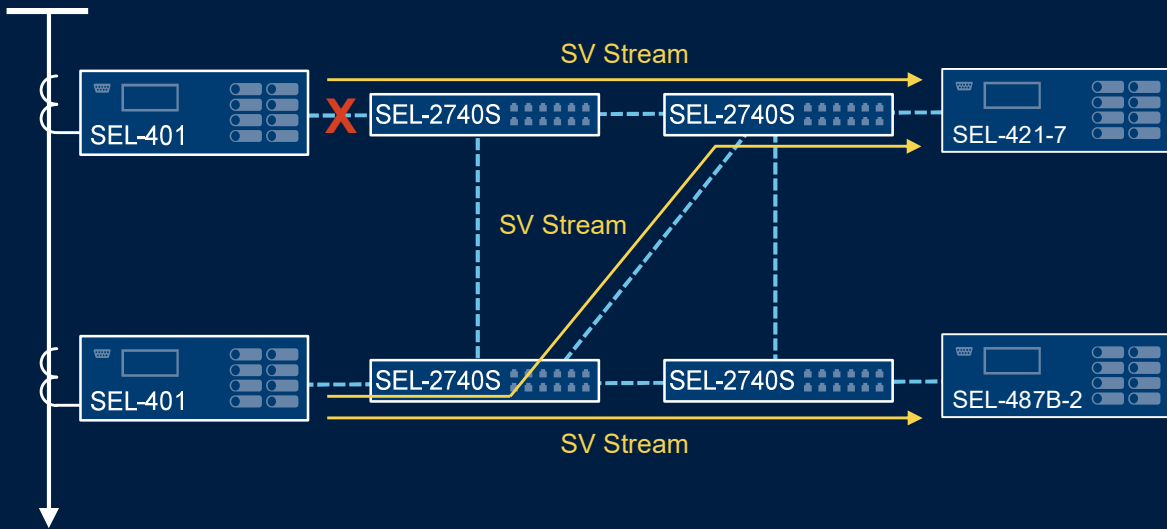 SV Stream
SEL-401
X
SEL-2740S
SEL-2740S
SEL-421-7
SV Stream
SEL-401
SEL-2740S
SEL-2740S
SEL-487B-2
SV Stream